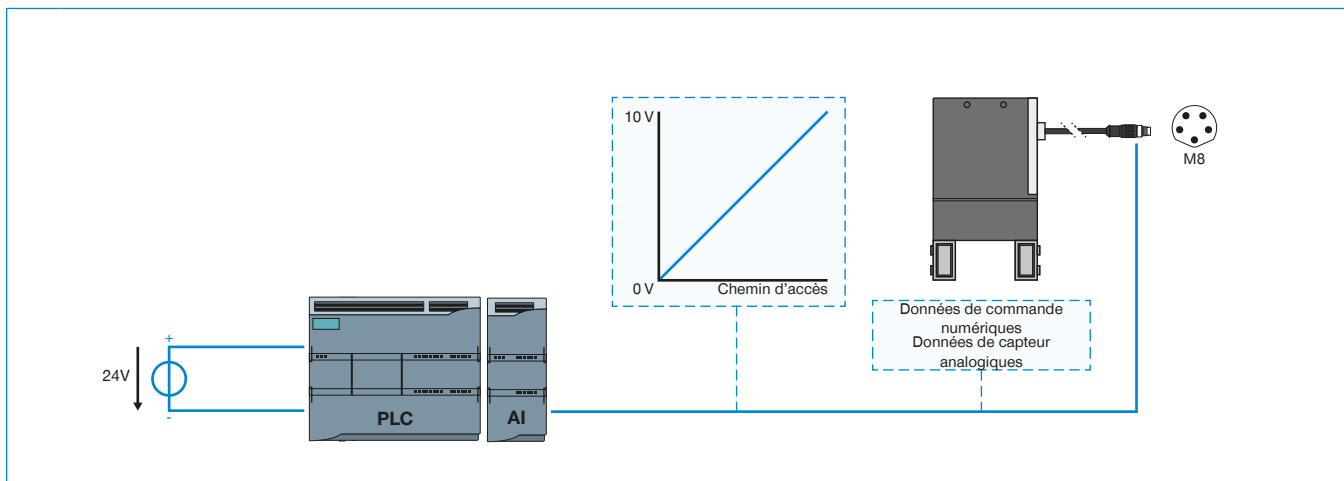 10 V
0 V
Chemin d'accès
M8
Données de commande
numériques
Données de capteur
analogiques
24V
+
-
PLC
AI